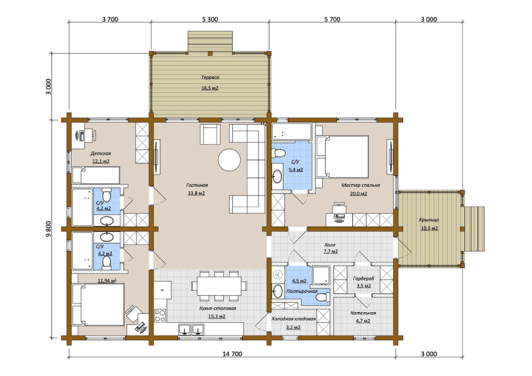 3 700
5 300
5 700
3 000
3 000
Терраса
16,5 м2
Детская
12,1 м2
С/У
4,2 м2
Гостиная
33,8 м2
С/У
5,4 м2
Мастер спальня
20,0 м2
Крыльцо
10,5 м2
9 800
С/У
4,2 м2
11,94 м²
Холл
7,7 м2
4,5 м2
Постирочная
Гардероб
3,5 м2
Кухня-столовая
15,3 м2
Холодная кладовая
3,2 м2
Котельная
4,7 м2
14 700
3 000